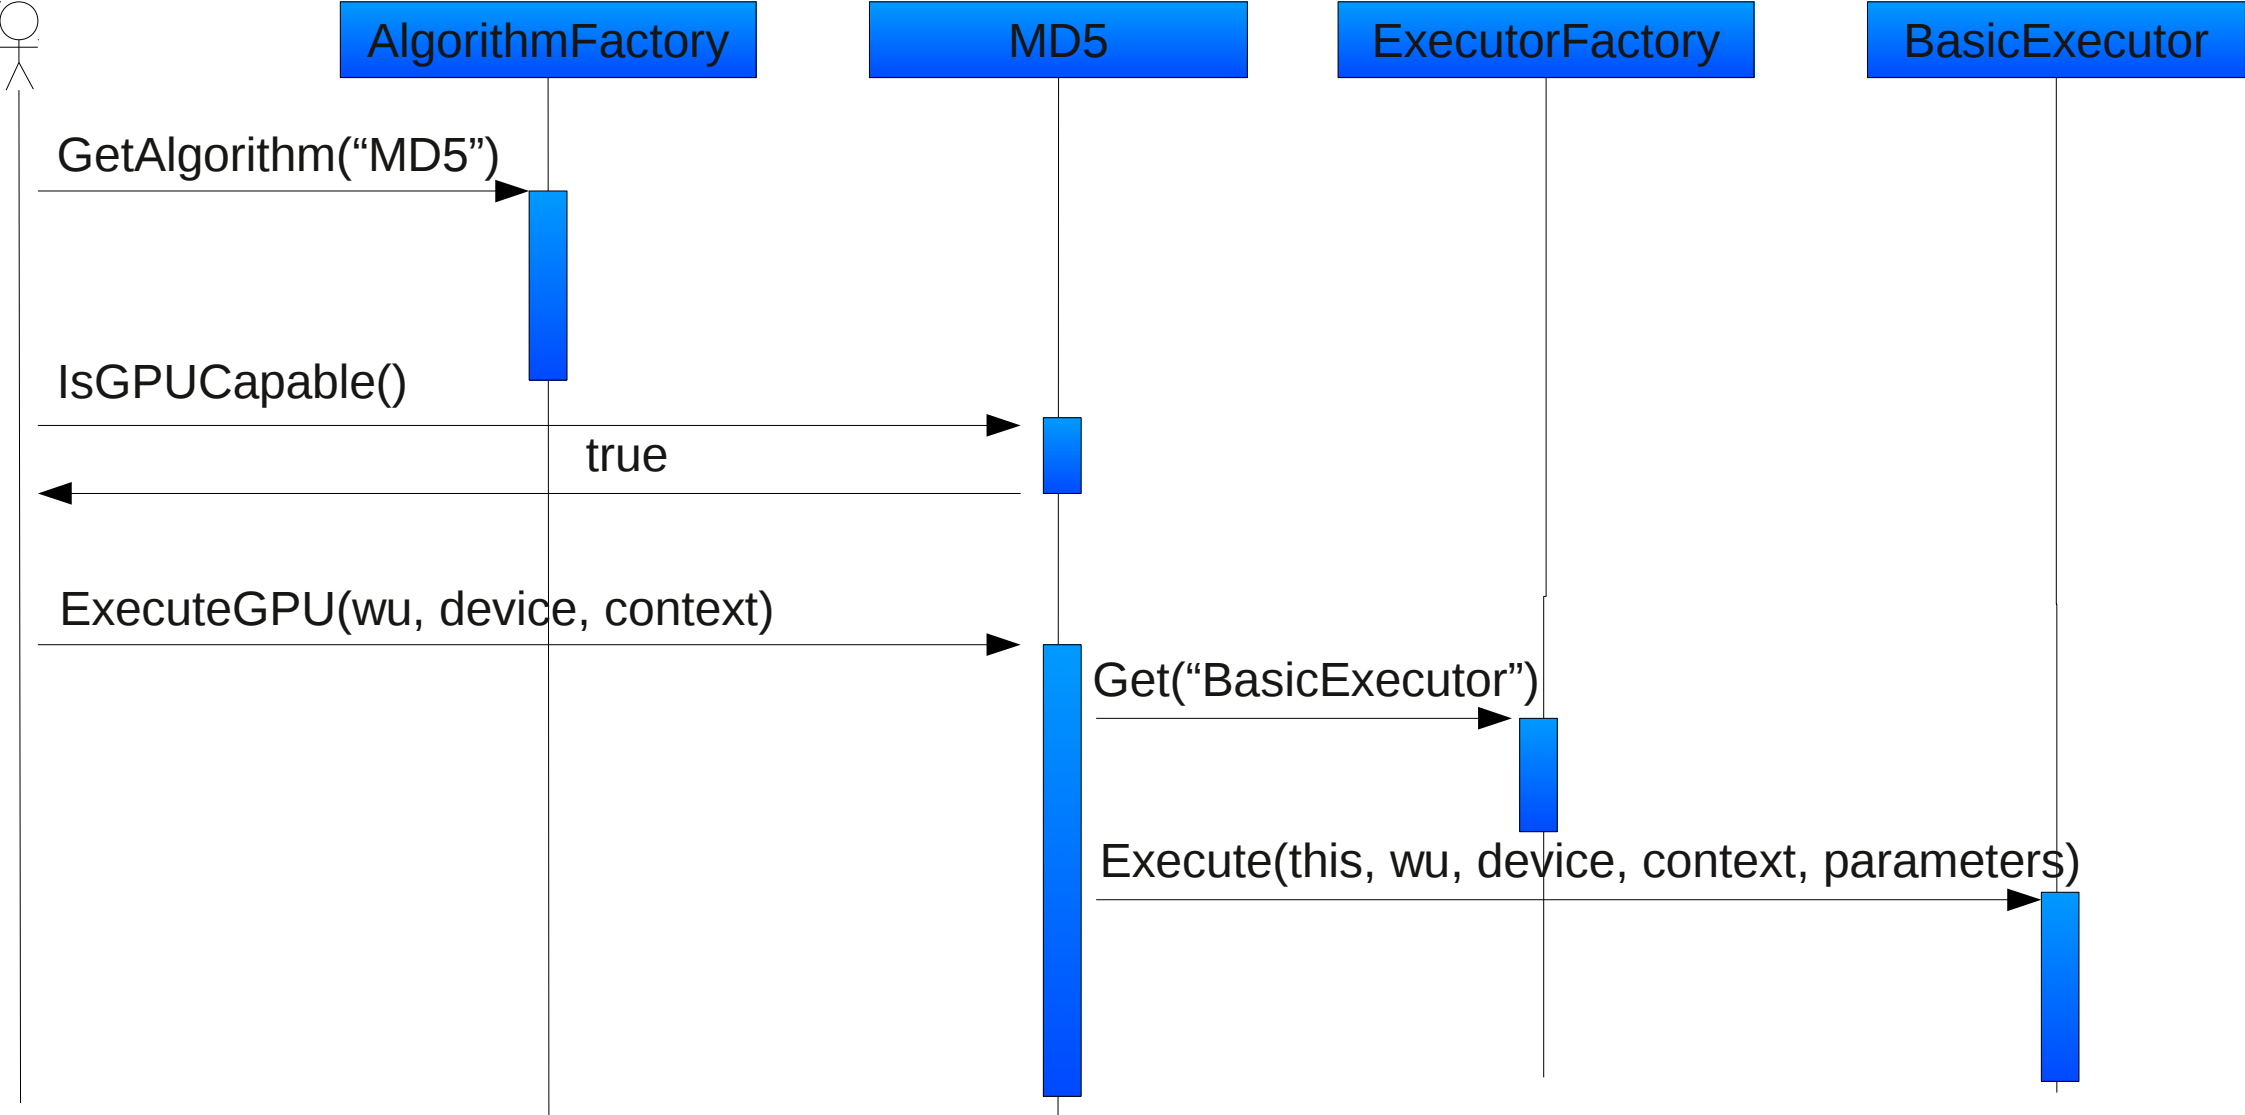 AlgorithmFactory
MD5
ExecutorFactory
BasicExecutor
GetAlgorithm(“MD5”)
IsGPUCapable()
true
ExecuteGPU(wu, device, context)
Get(“BasicExecutor”)
Execute(this, wu, device, context, parameters)